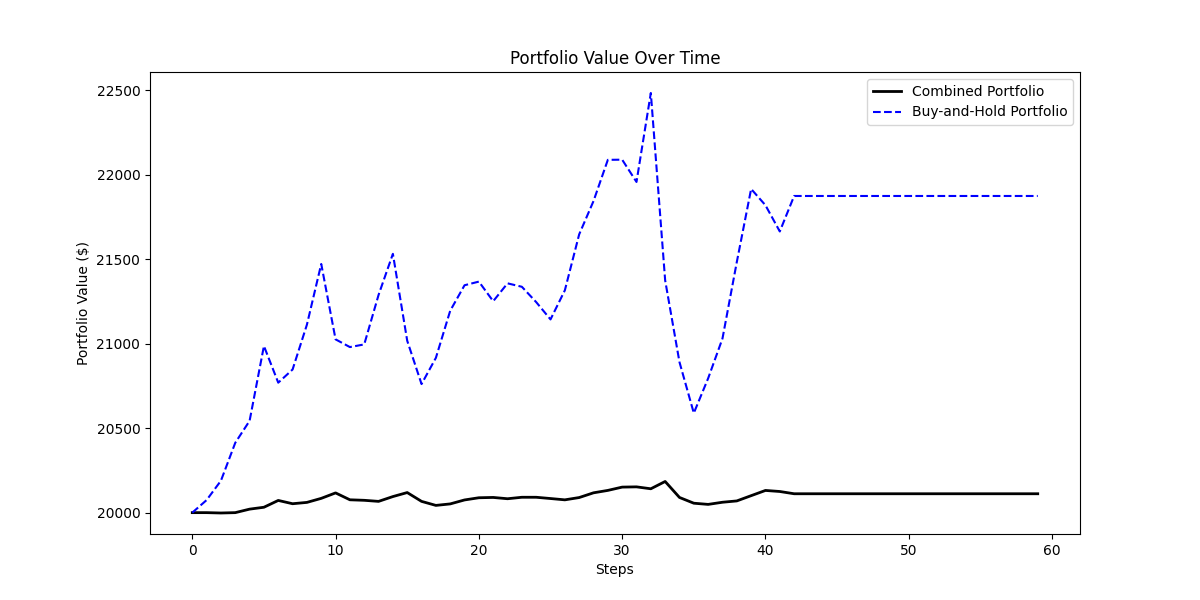 Portfolio Value Over Time
Combined Portfolio
Buy-and-Hold Portfolio
Portfolio Value ($)
22500
22000
21500
21000
20500
20000
0 10 20 30 40 50 60
Steps